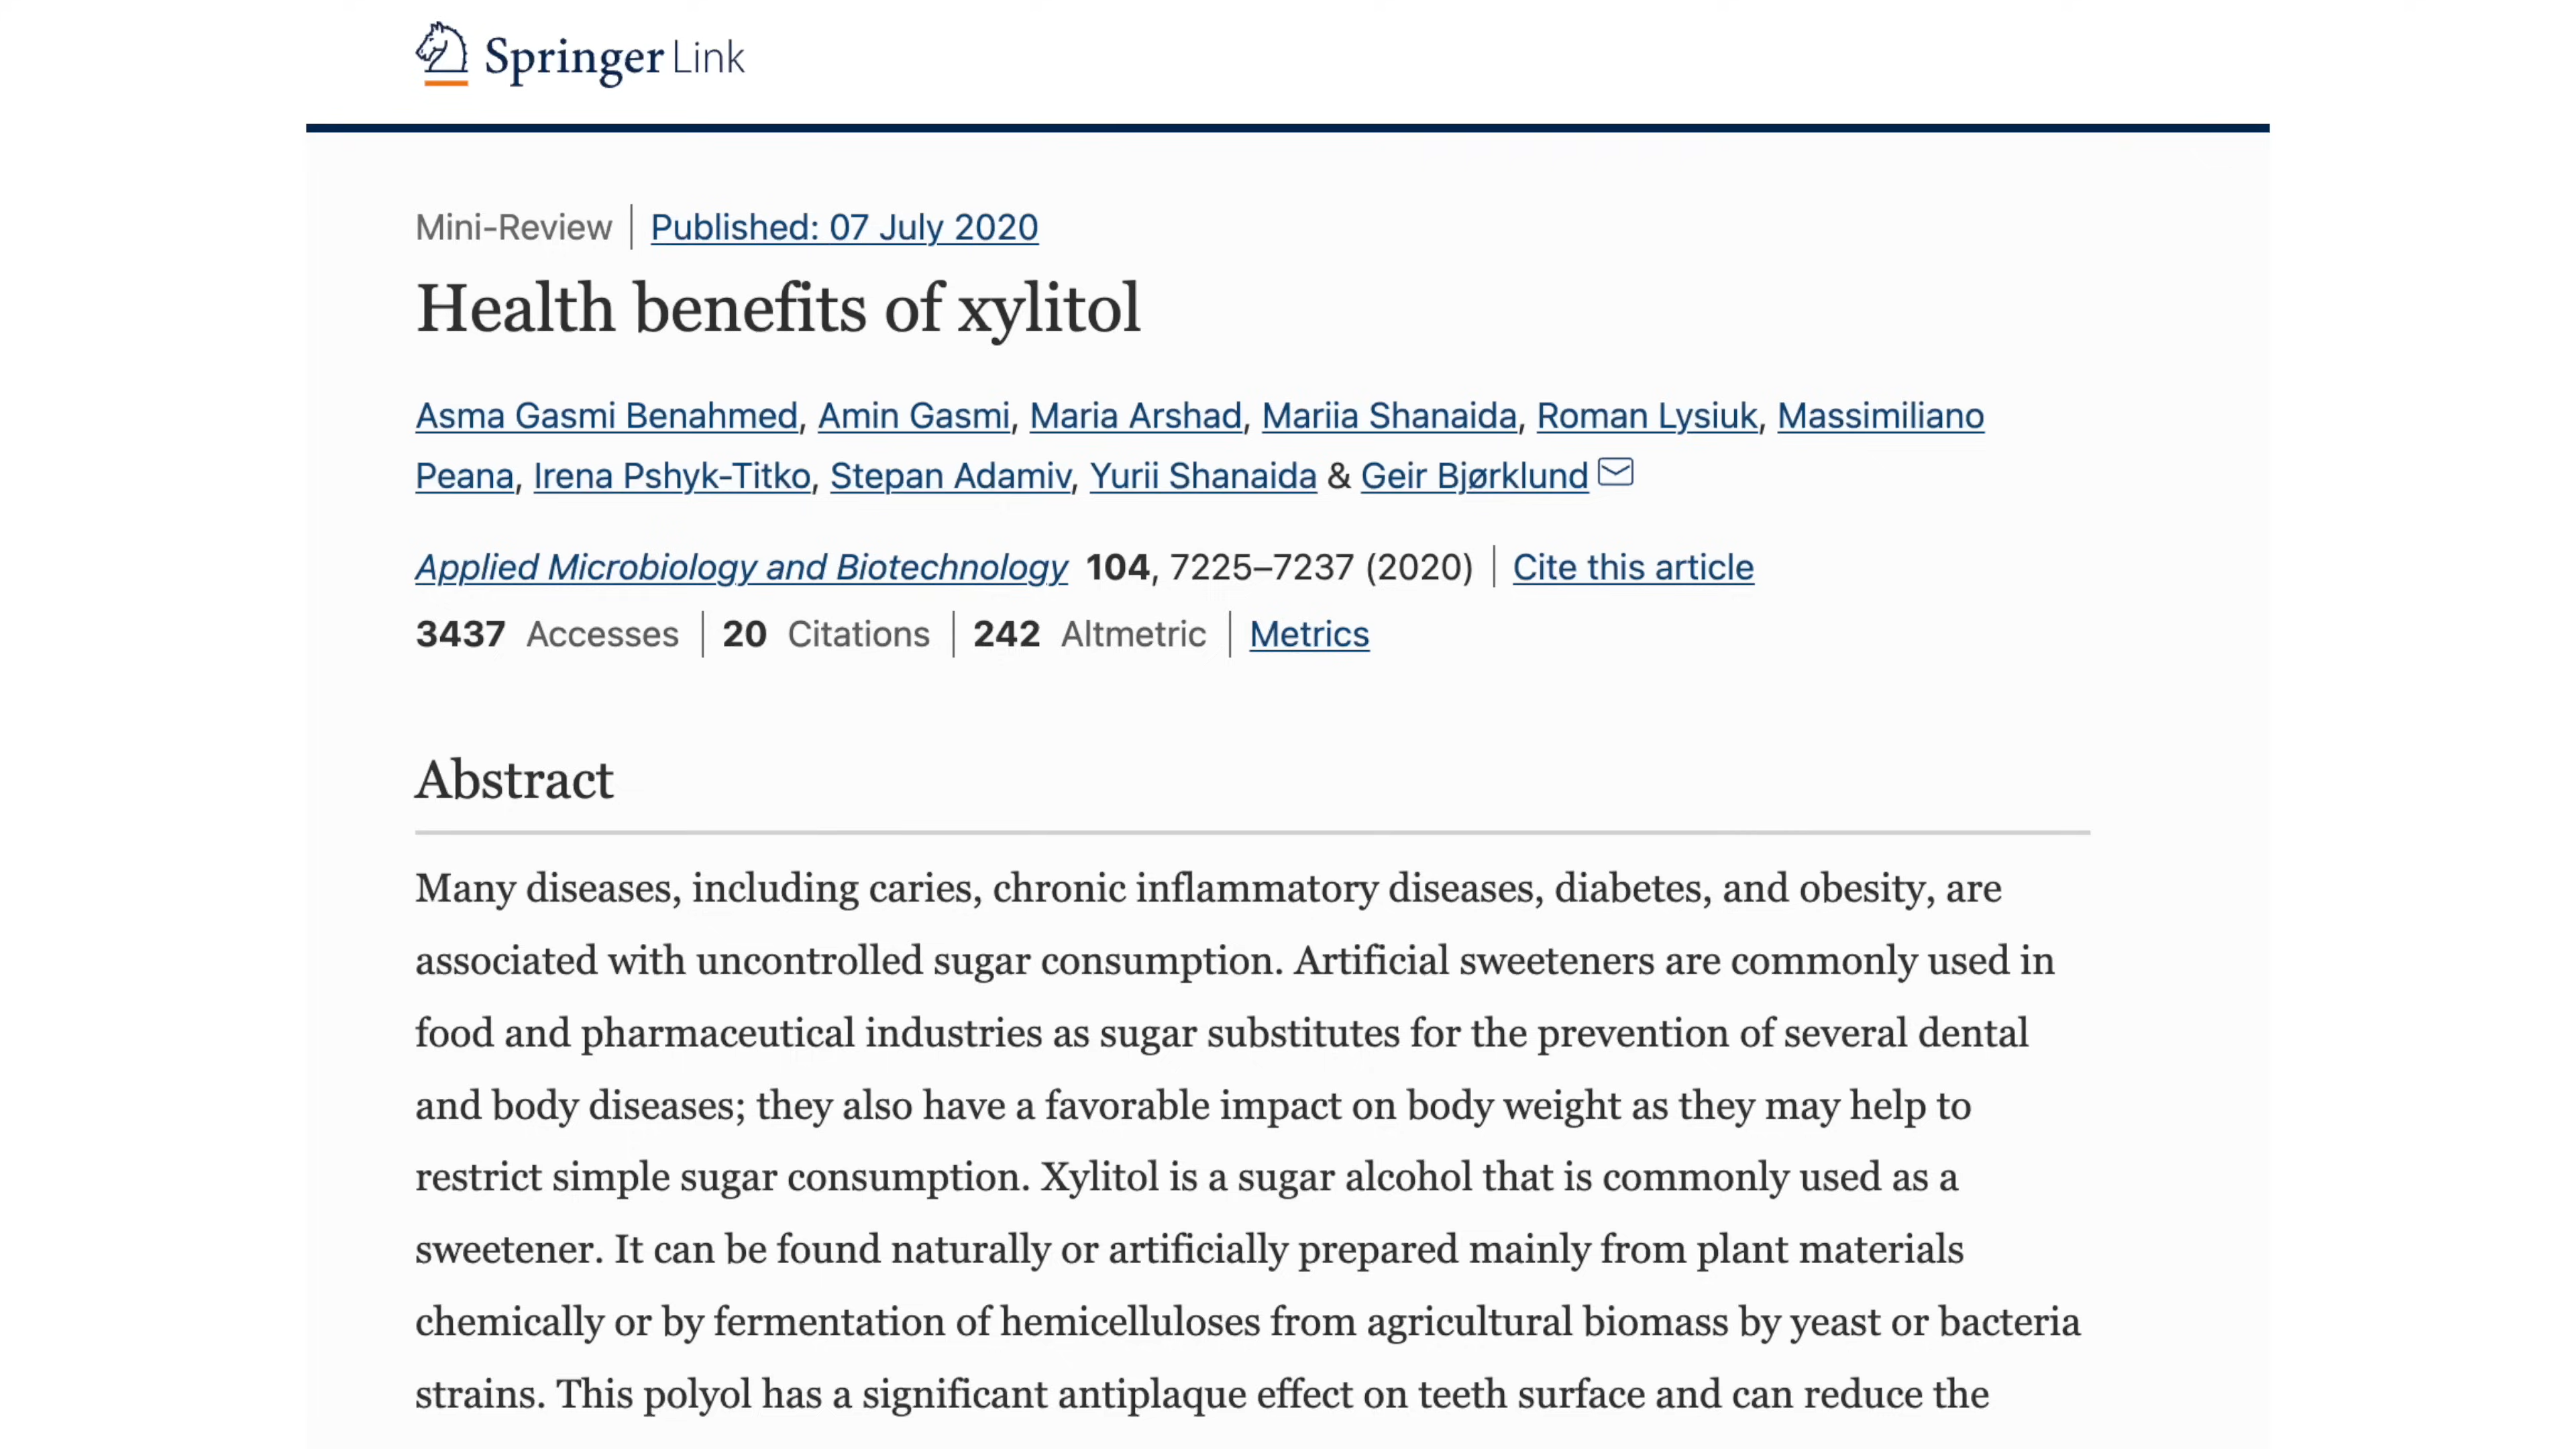 Springer Link
Mini-Review | Published: 07 July 2020
Health benefits of xylitol
Asma Gasmi Benahmed, Amin Gasmi, Maria Arshad, Mariia Shanaida, Roman Lysiuk, Massimiliano
Peana, Irena Pshyk-Titko, Stepan Adamiv, Yurii Shanaida & Geir Bjørklund
Applied Microbiology and Biotechnology 104, 7225–7237 (2020) | Cite this article
3437 Accesses | 20 Citations | 242 Altmetric | Metrics
Abstract
Many diseases, including caries, chronic inflammatory diseases, diabetes, and obesity, are
associated with uncontrolled sugar consumption. Artificial sweeteners are commonly used in
food and pharmaceutical industries as sugar substitutes for the prevention of several dental
and body diseases; they also have a favorable impact on body weight as they may help to
restrict simple sugar consumption. Xylitol is a sugar alcohol that is commonly used as a
sweetener. It can be found naturally or artificially prepared mainly from plant materials
chemically or by fermentation of hemicelluloses from agricultural biomass by yeast or bacteria
strains. This polyol has a significant antiplaque effect on teeth surface and can reduce the